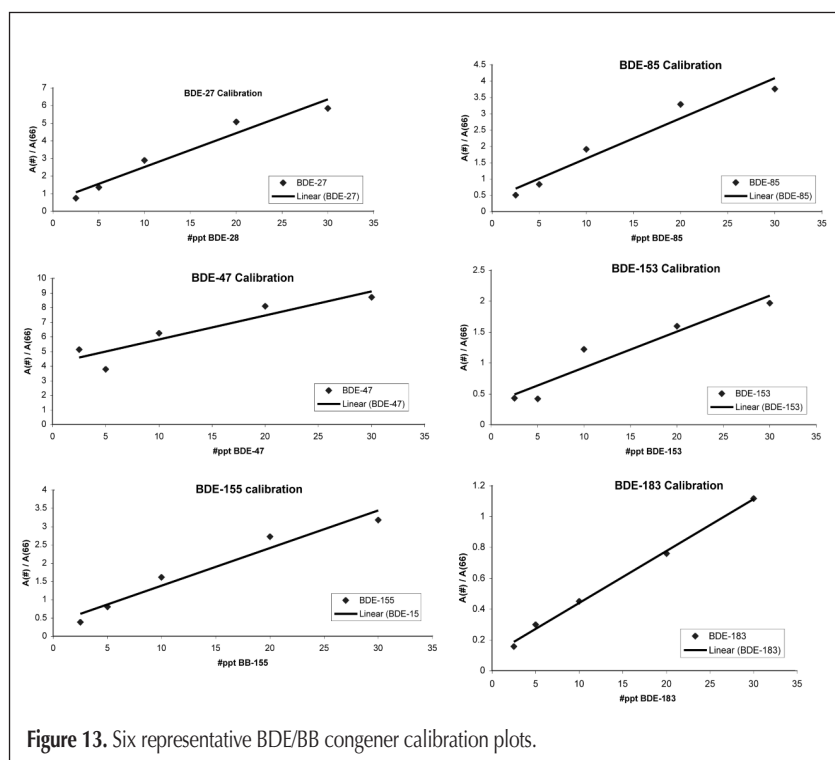 BDE-27 Calibration
7
6
5
4
3
2
1
0
A(#) / A(66)
0 5 10 15 20 25 30 35
#ppt BDE-28
BDE-27
Linear (BDE-27)
BDE-85 Calibration
4.5
4
3.5
3
2.5
2
1.5
1
0.5
0
A(#) / A(66)
0 5 10 15 20 25 30 35
#ppt BDE-85
BDE-85
Linear (BDE-85)
BDE-47 Calibration
10
9
8
7
6
5
4
3
2
1
0
A(#) / A(66)
0 5 10 15 20 25 30 35
#ppt BDE-47
BDE-47
Linear (BDE-47)
BDE-153 Calibration
2.5
2
1.5
1
0.5
0
A(#) / A(66)
0 5 10 15 20 25 30 35
#ppt BDE-153
BDE-153
Linear (BDE-153)
BDE-155 calibration
4
3.5
3
2.5
2
1.5
1
0.5
0
A(#) / A(66)
0 5 10 15 20 25 30 35
#ppt BB-155
BDE-155
Linear (BDE-15
BDE-183 Calibration
1.2
1
0.8
0.6
0.4
0.2
0
A(#) / A(66)
0 5 10 15 20 25 30 35
#ppt BDE-183
BDE-183
Linear (BDE-183)
Figure 13. Six representative BDE/BB congener calibration plots.